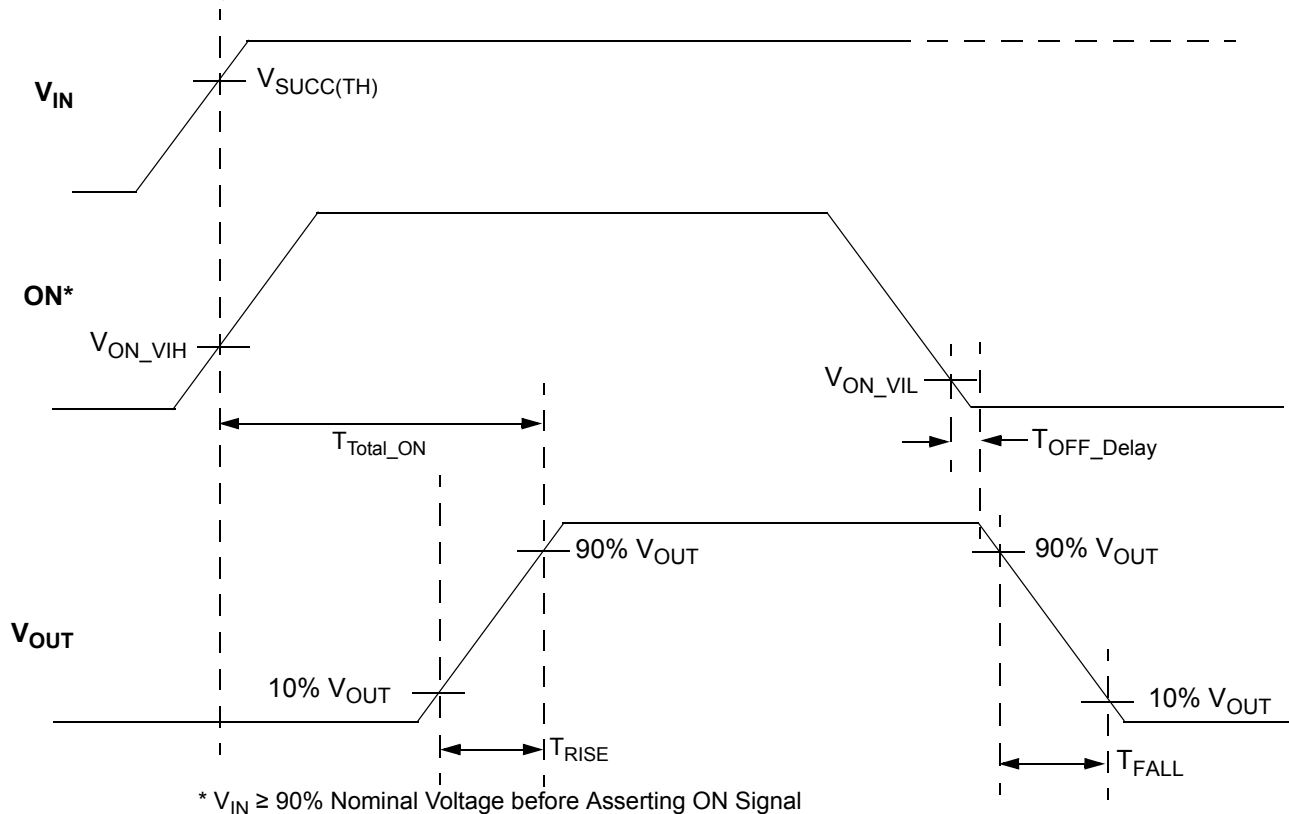 V_IN
V_SUCC(TH)
ON*
V_ON_VIH
V_ON_VIL
T_Total_ON
T_OFF_Delay
90% V_OUT
90% V_OUT
V_OUT
10% V_OUT
10% V_OUT
T_RISE
T_FALL
* V_IN ≥ 90% Nominal Voltage before Asserting ON Signal